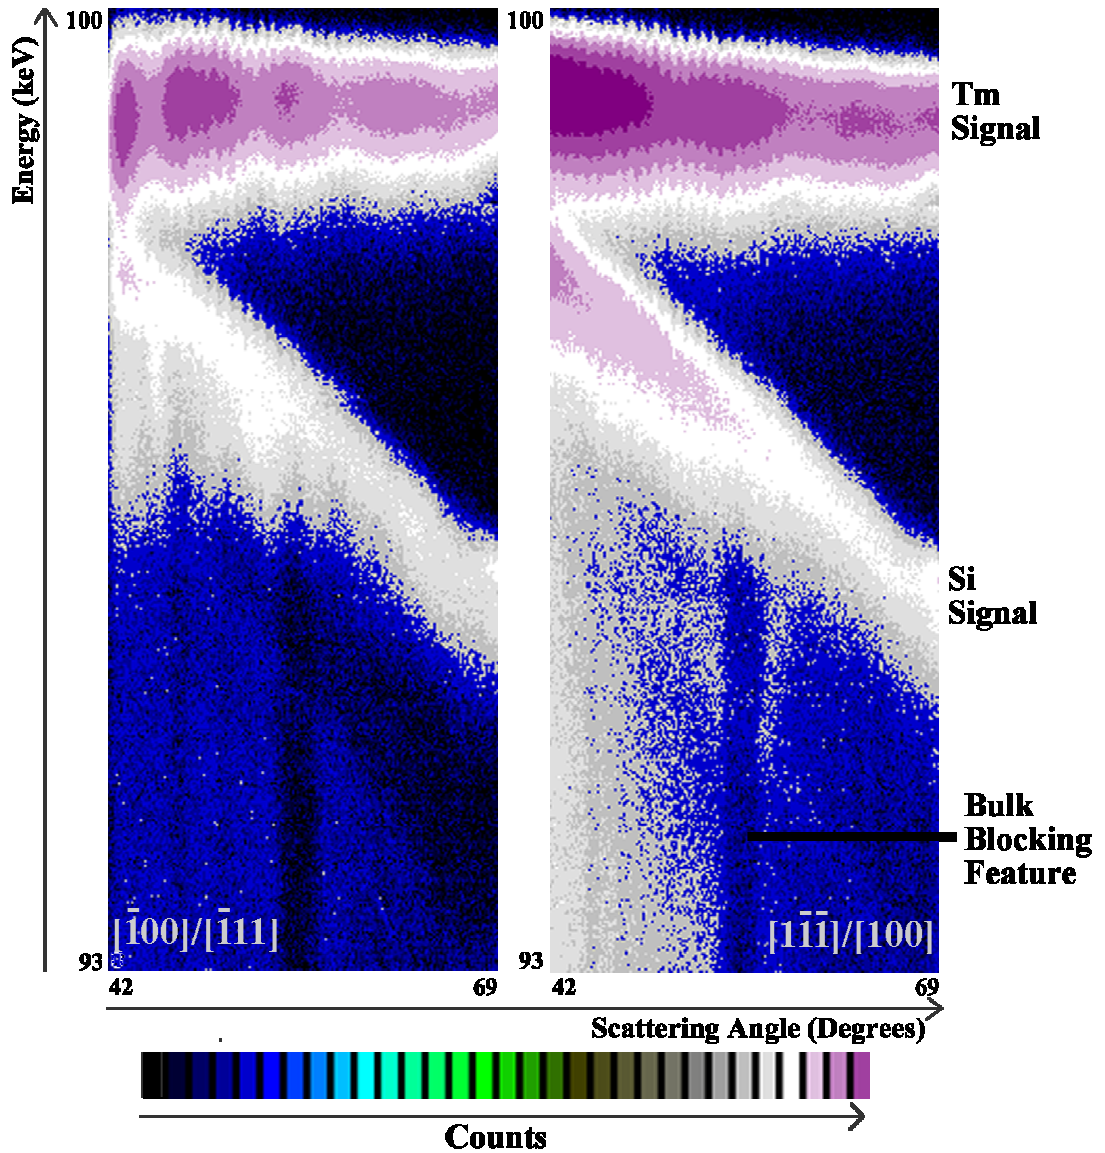 Energy (keV)
100
100
Tm
Signal
Si
Signal
Bulk
Blocking
Feature
[1̄00]/[1̄11]
[11̄1̄]/[100]
93
93
42
69
42
69
Scattering Angle (Degrees)
Counts